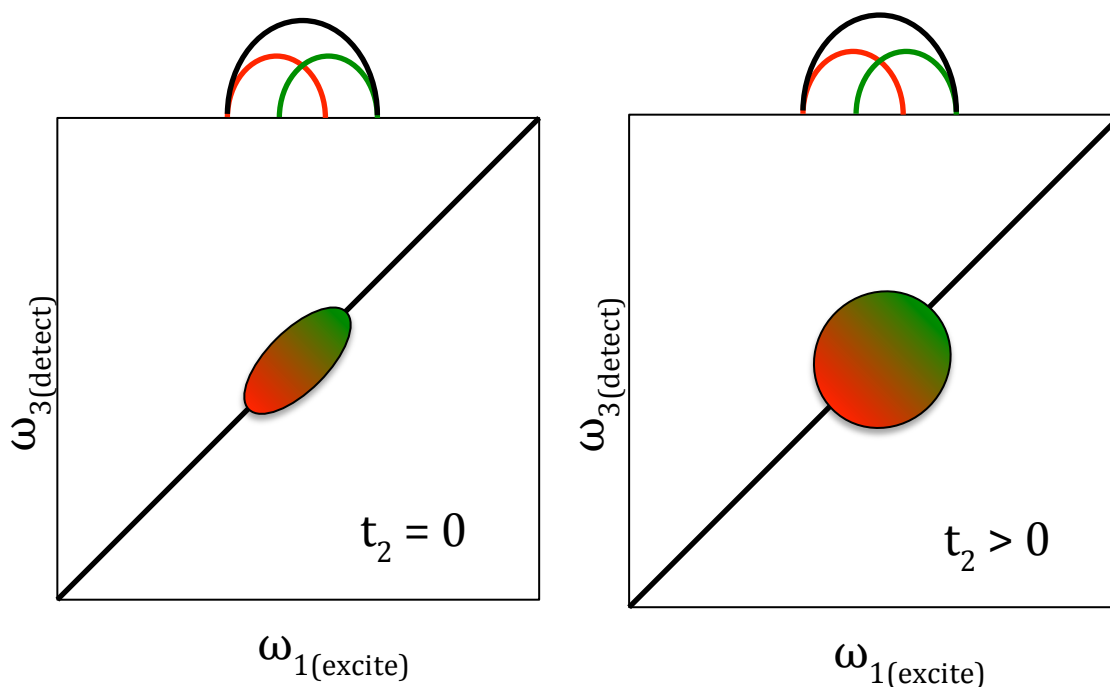 ω3(detect)
t2 = 0
ω1(excite)
ω3(detect)
t2 > 0
ω1(excite)